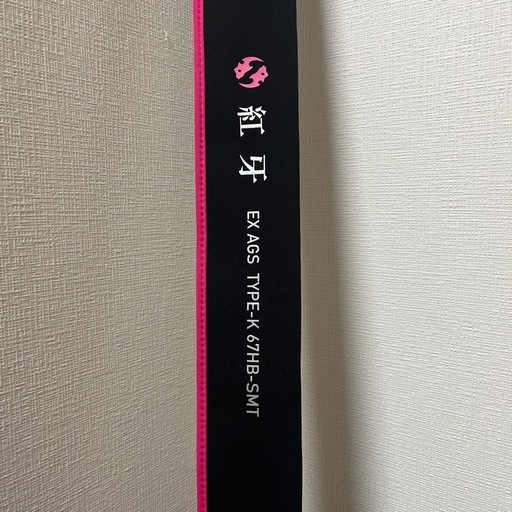 紅牙
EX AGS TYPE-K 67HB-SMT